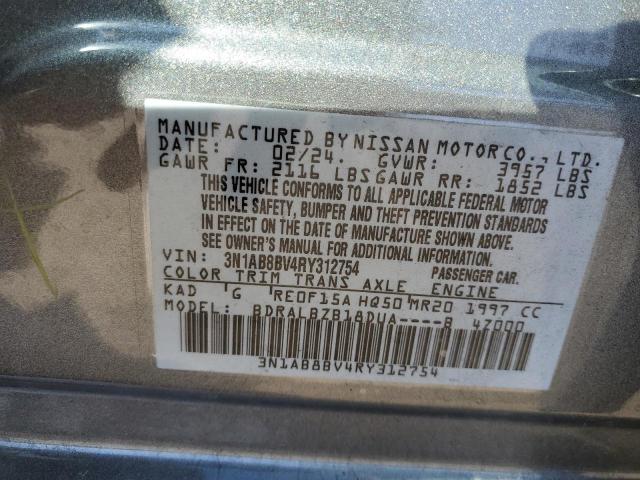 MANUFACTURED BY NISSAN MOTOR CO., LTD.
DATE: 02/24. GVWR: 3957 LBS
GAWR FR: 2116 LBS GAWR RR: 1852 LBS
THIS VEHICLE CONFORMS TO ALL APPLICABLE FEDERAL MOTOR
VEHICLE SAFETY, BUMPER AND THEFT PREVENTION STANDARDS
IN EFFECT ON THE DATE OF MANUFACTURE SHOWN ABOVE.
SEE OWNER'S MANUAL FOR ADDITIONAL INFORMATION.
VIN: 3N1AB8BV4RY312754 PASSENGER CAR.
COLOR TRIM TRANS AXLE ENGINE
KAD G RE0F15A HQ50 MR20 1997 CC
MODEL: BDRALBZB18DUA----B 4Z000
3N1AB8BV4RY312754